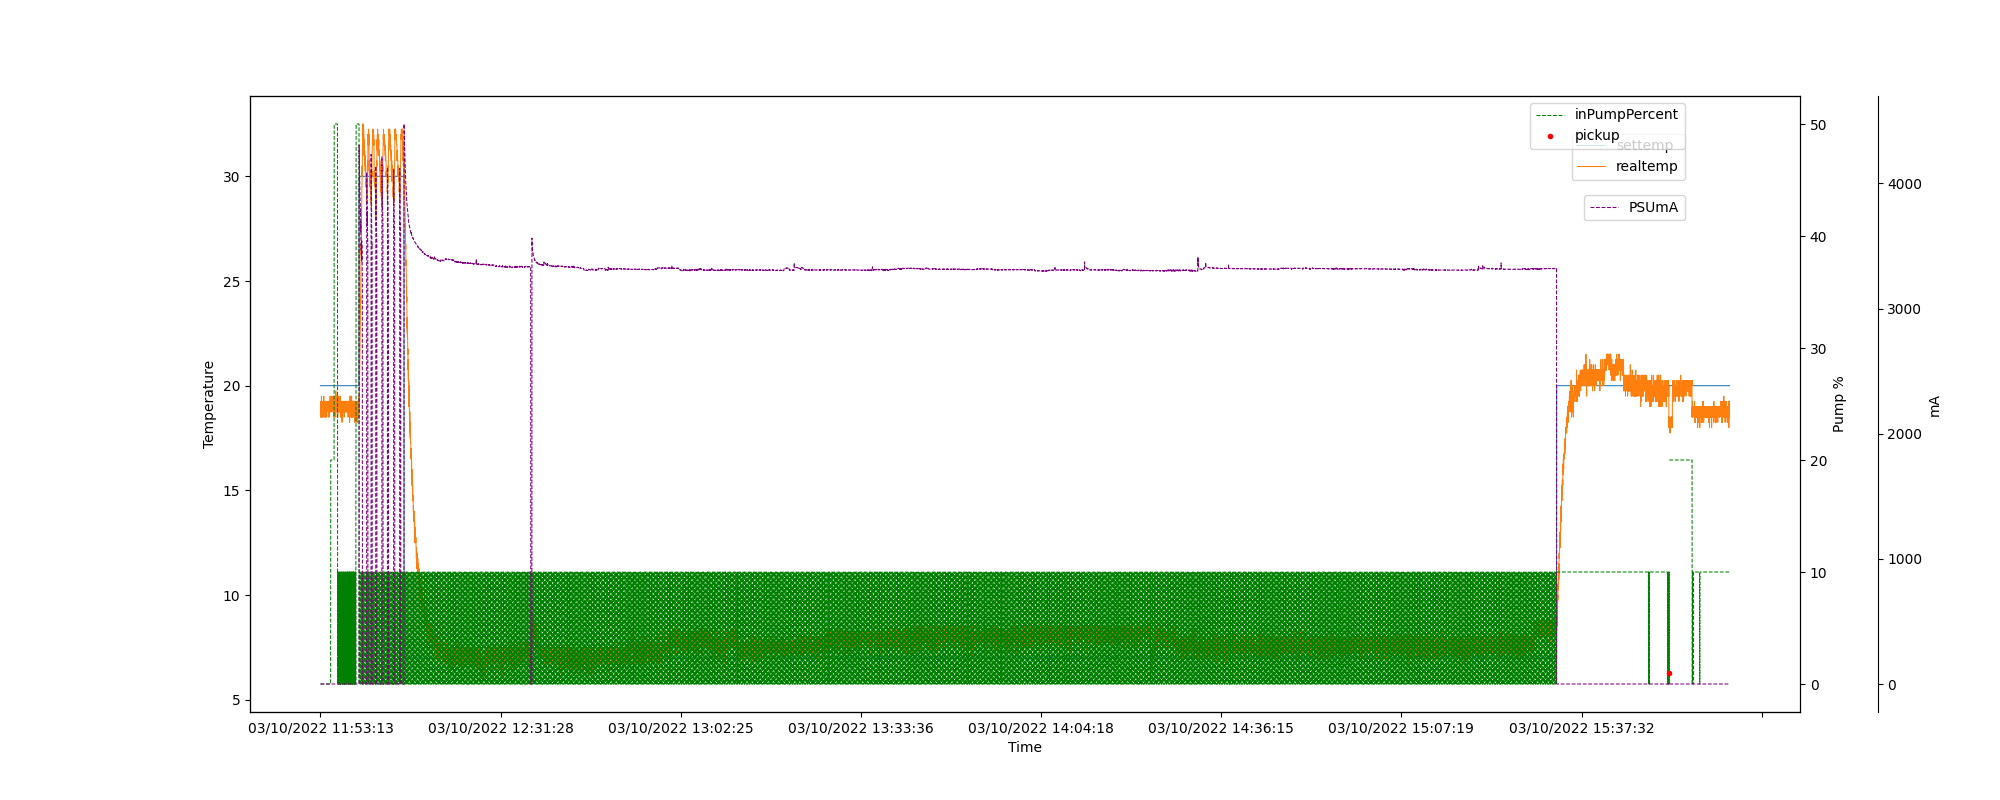 inPumpPercent
pickup
settemp
realtemp
PSUmA
30
25
20
15
10
5
Temperature
50
40
30
20
10
0
Pump %
4000
3000
2000
1000
0
mA
03/10/2022 11:53:13
03/10/2022 12:31:28
03/10/2022 13:02:25
03/10/2022 13:33:36
03/10/2022 14:04:18
03/10/2022 14:36:15
03/10/2022 15:07:19
03/10/2022 15:37:32
Time